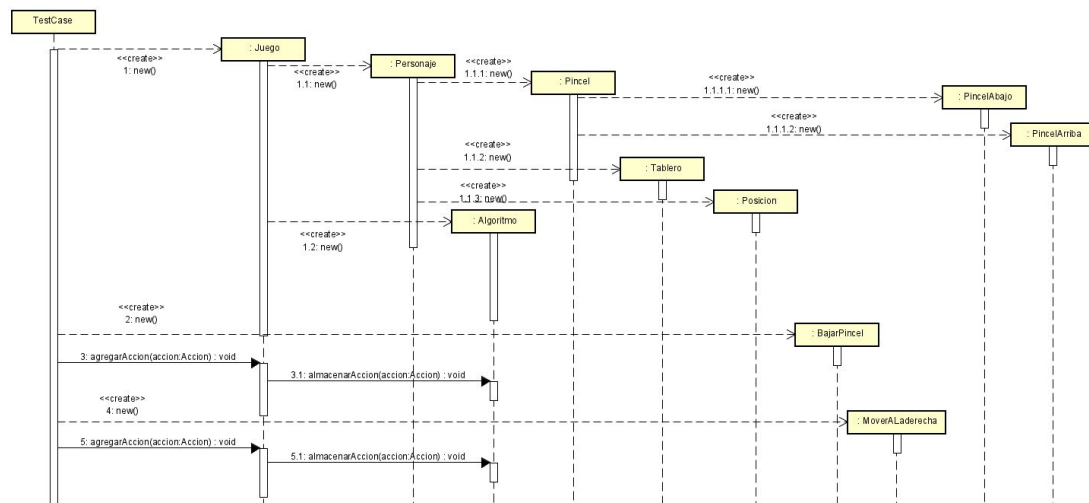 TestCase
: Juego
<<create>>
1: new()
: Personaje
<<create>>
1.1: new()
<<create>>
1.1.1: new()
: Pincel
<<create>>
1.1.1.1: new()
: PincelAbajo
<<create>>
1.1.1.2: new()
: PincelArriba
<<create>>
1.1.2: new()
: Tablero
<<create>>
1.1.3: new()
: Posicion
: Algoritmo
<<create>>
1.2: new()
<<create>>
2: new()
: BajarPincel
3: agregarAccion(accion:Accion) : void
3.1: almacenarAccion(accion:Accion) : void
<<create>>
4: new()
: MoverALaderecha
5: agregarAccion(accion:Accion) : void
5.1: almacenarAccion(accion:Accion) : void